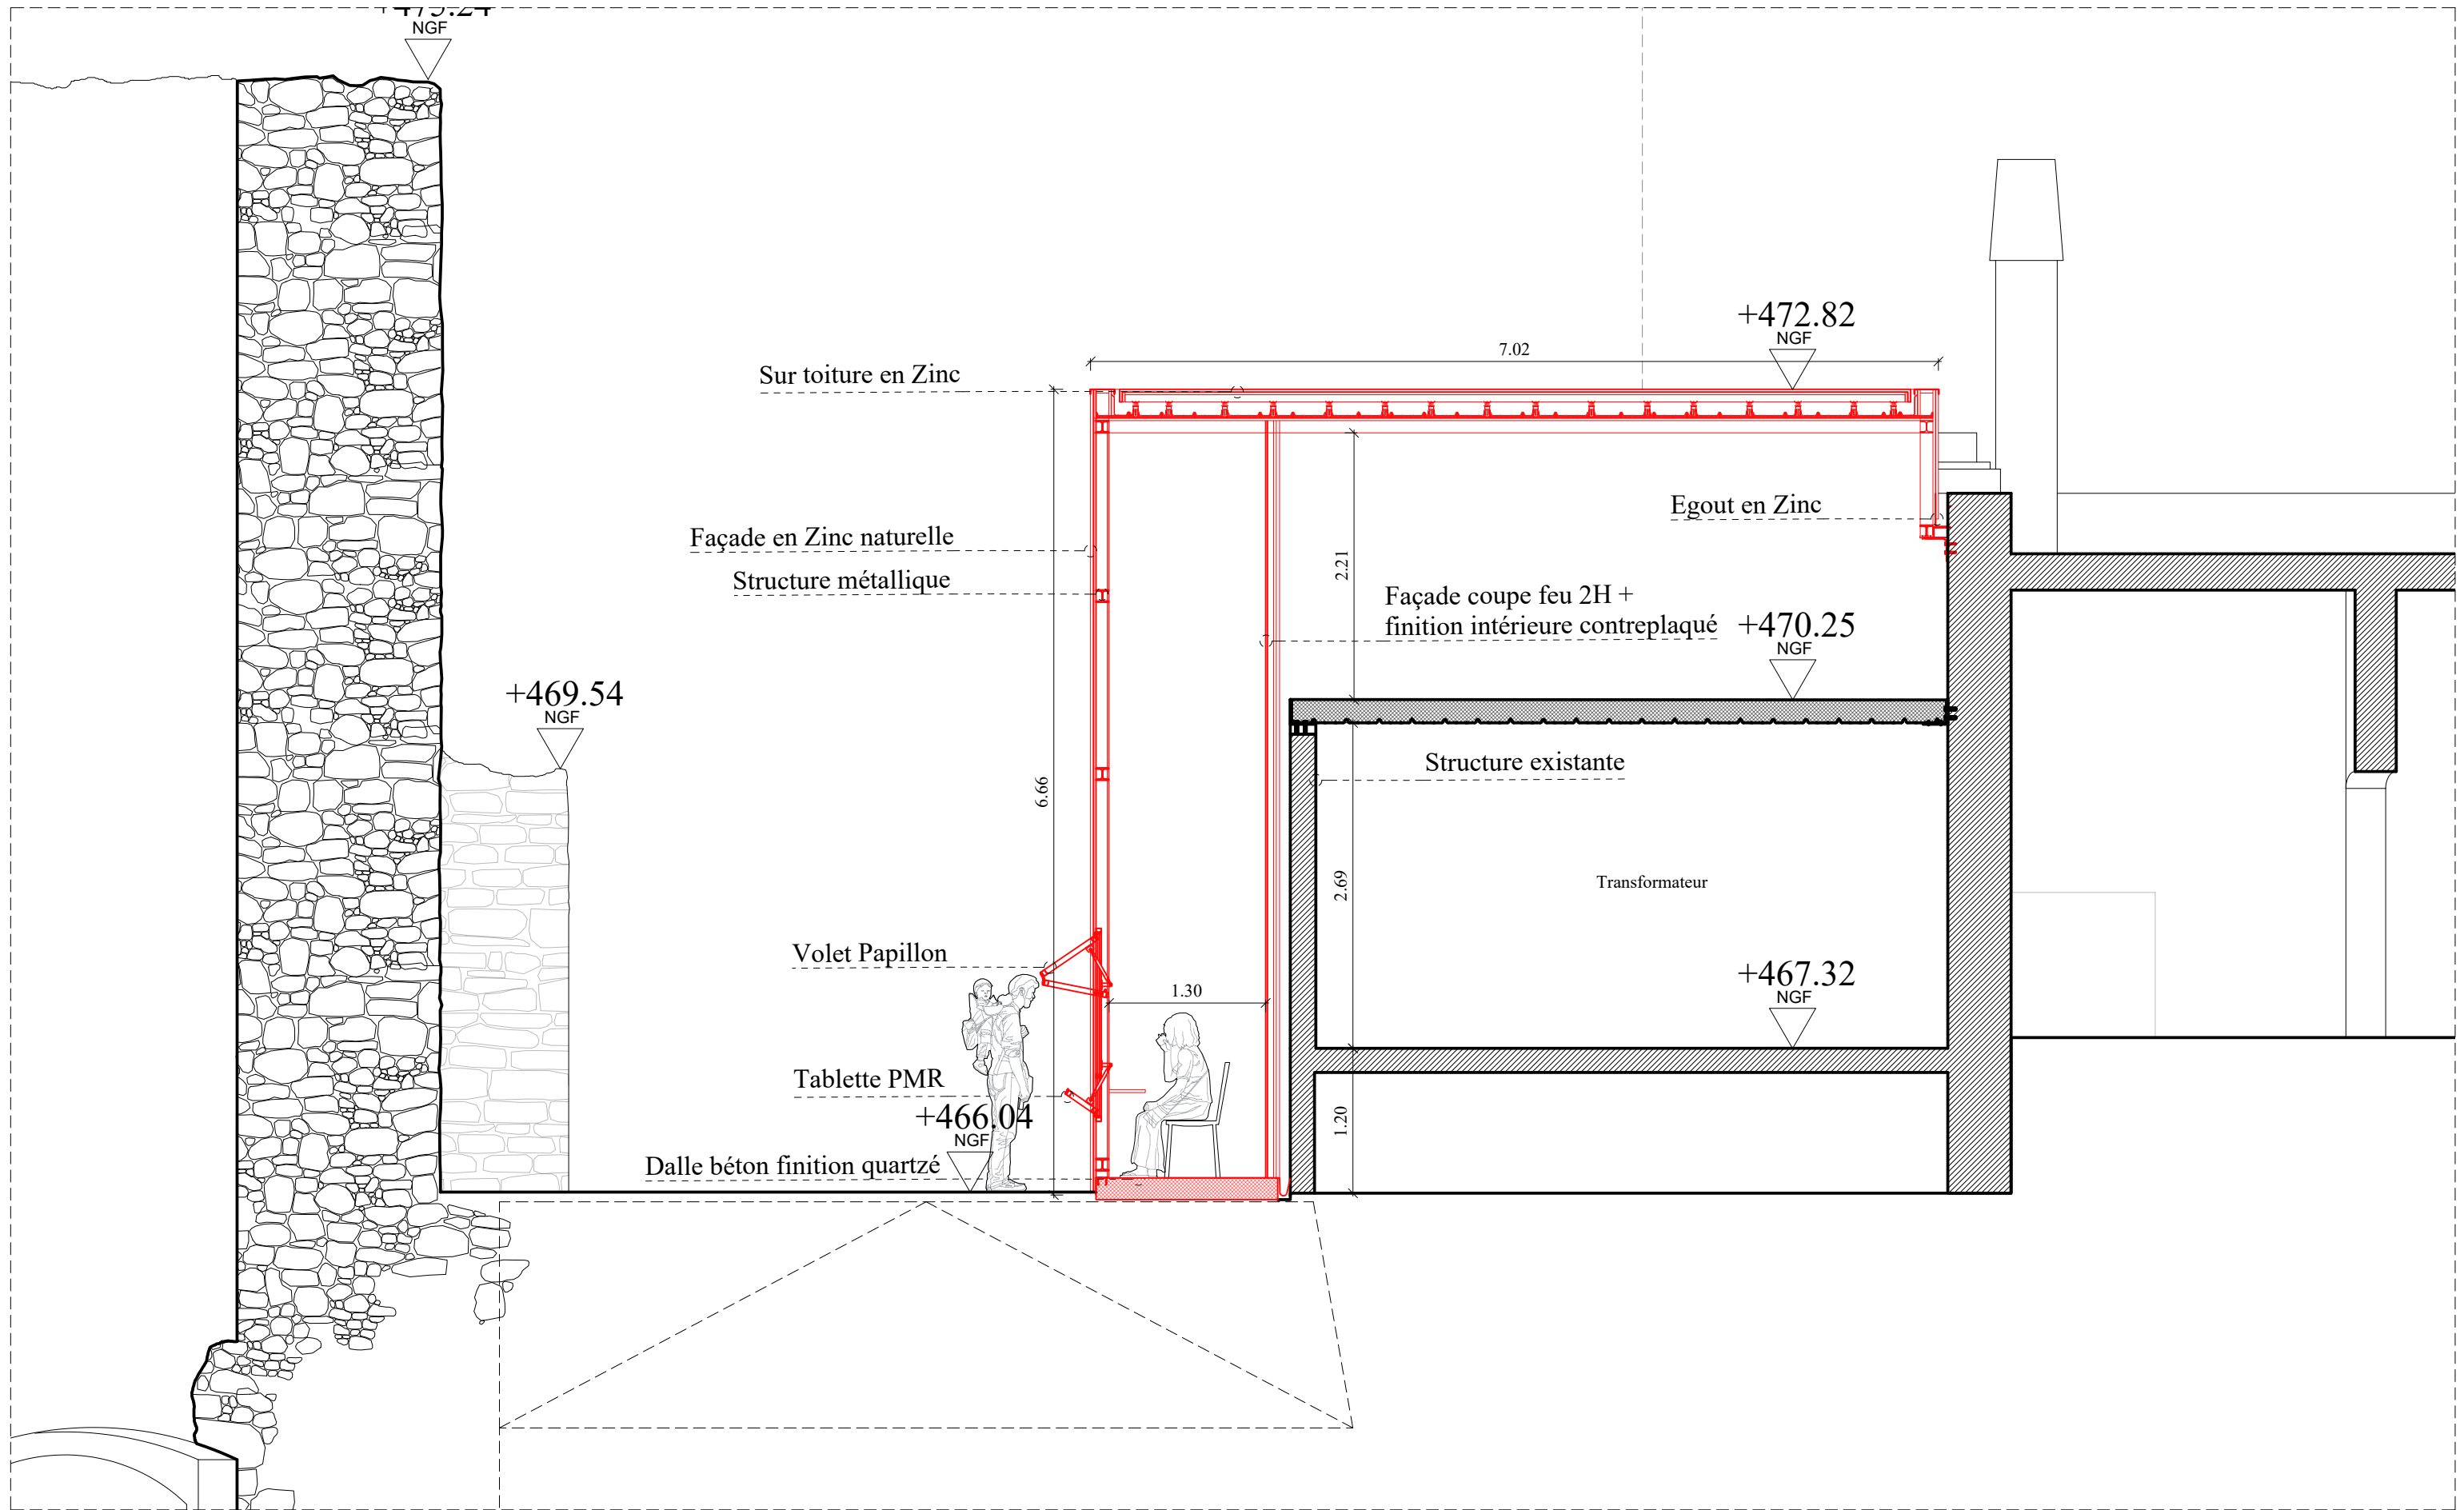 NGF
+472.82
NGF
7.02
Sur toiture en Zinc
Egout en Zinc
Façade en Zinc naturelle
Structure métallique
2.21
Façade coupe feu 2H +
finition intérieure contreplaqué
+470.25
NGF
+469.54
NGF
Structure existante
6.66
2.69
Transformateur
Volet Papillon
+467.32
NGF
1.30
Tablette PMR
+466.04
NGF
1.20
Dalle béton finition quartzé